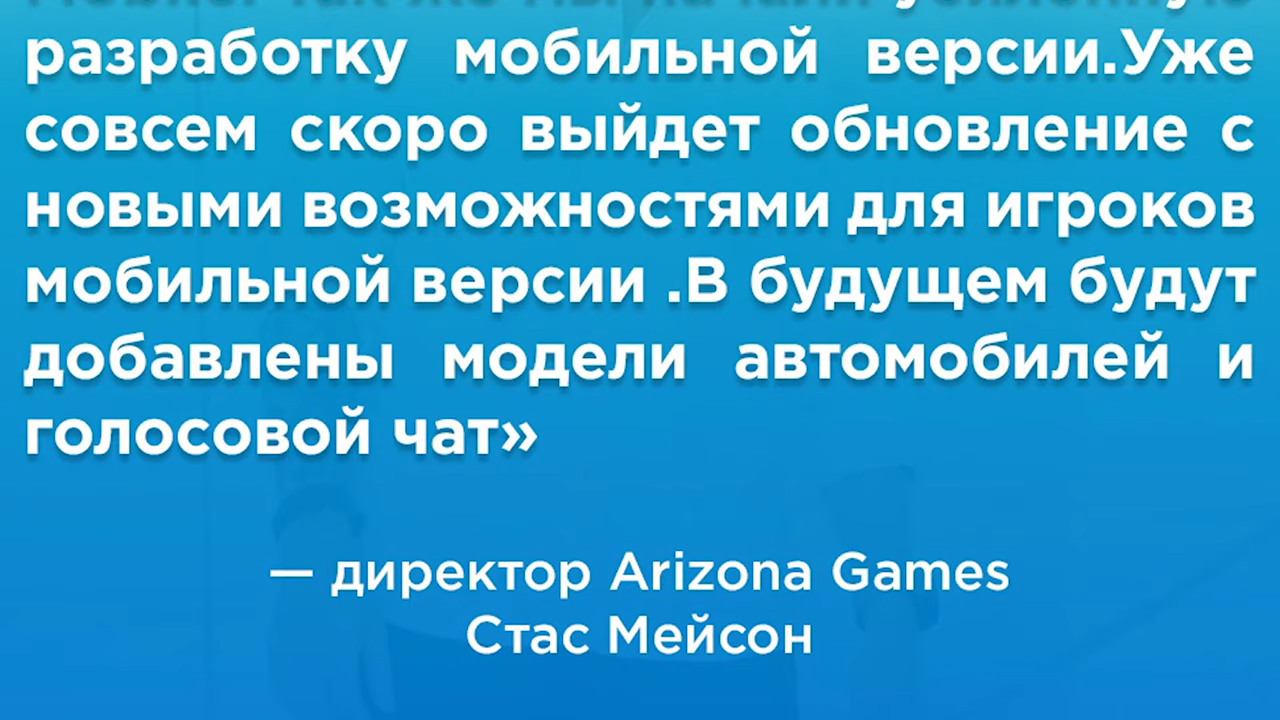 разработку мобильной версии.Уже
совсем скоро выйдет обновление с
новыми возможностями для игроков
мобильной версии .В будущем будут
добавлены модели автомобилей и
голосовой чат»
— директор Arizona Games
Стас Мейсон